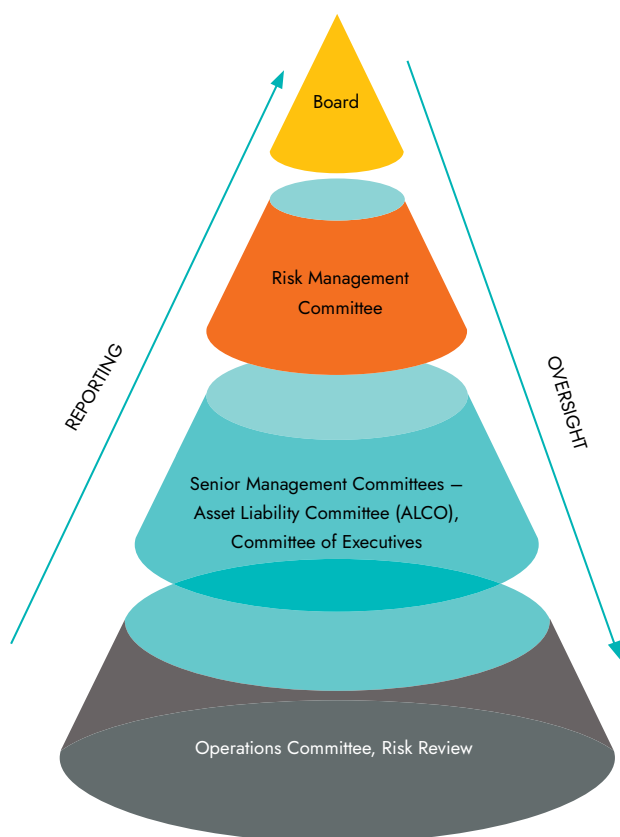 Board
Risk Management
Committee
REPORTING
OVERSIGHT
Senior Management Committees –
Asset Liability Committee (ALCO),
Committee of Executives
Operations Committee, Risk Review